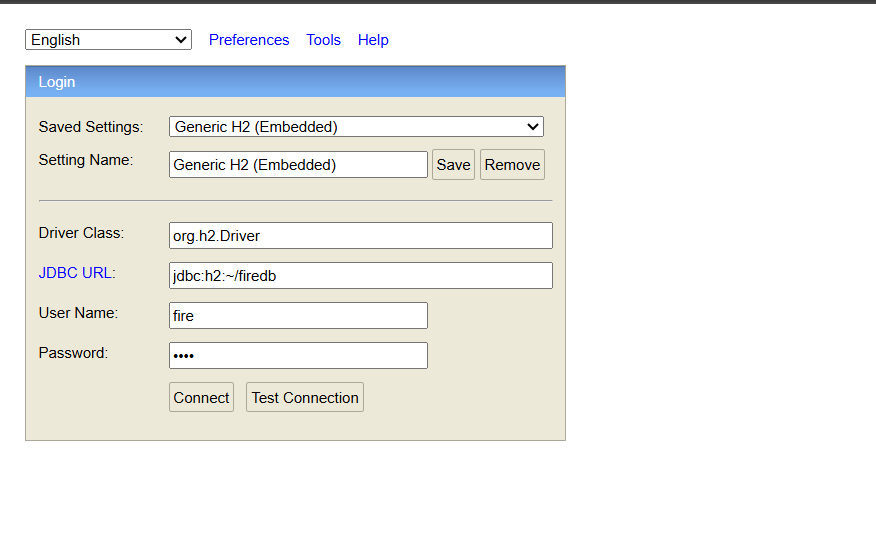 English Preferences Tools Help
Login
Saved Settings: Generic H2 (Embedded)
Setting Name: Generic H2 (Embedded) Save Remove
Driver Class: org.h2.Driver
JDBC URL: jdbc:h2:~/firedb
User Name: fire
Password: ••••
Connect Test Connection